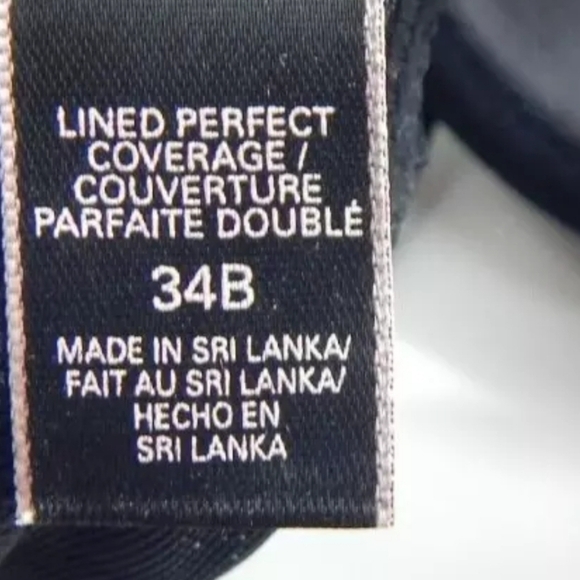 LINED PERFECT
COVERAGE /
COUVERTURE
PARFAITE DOUBLÉ
34B
MADE IN SRI LANKA/
FAIT AU SRI LANKA/
HECHO EN
SRI LANKA